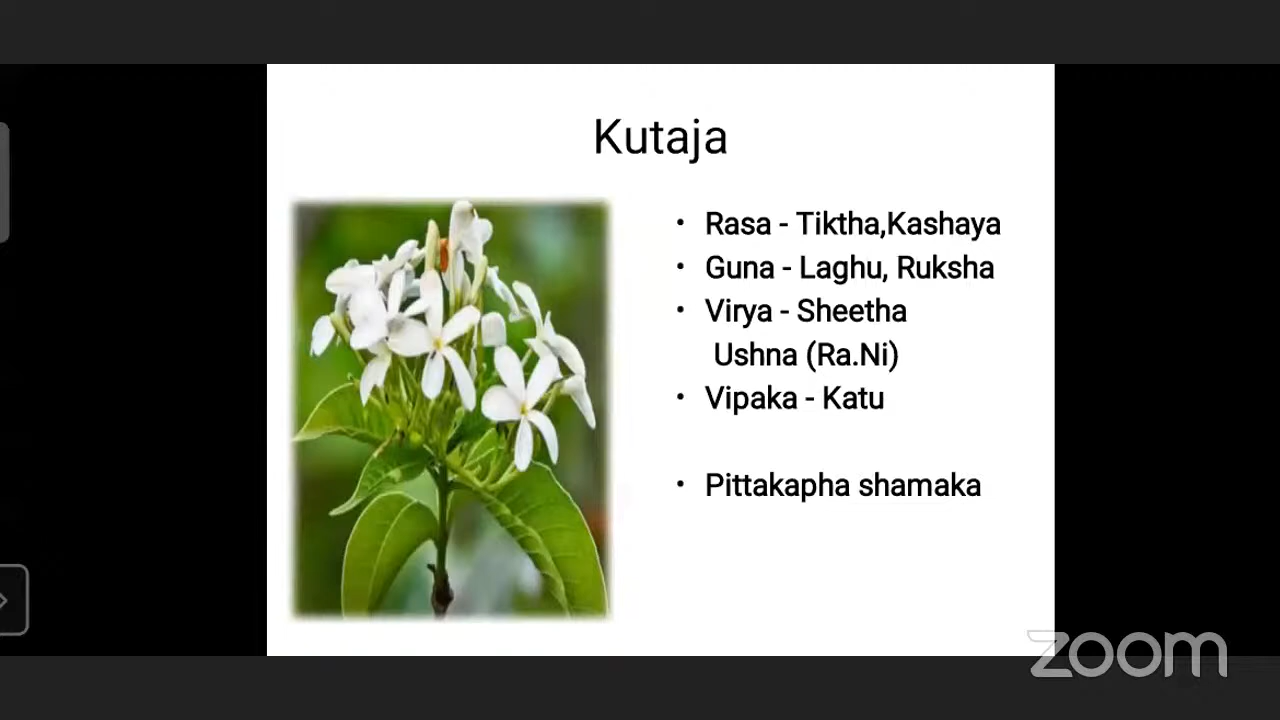 Kutaja
• Rasa - Tiktha,Kashaya
• Guna - Laghu, Ruksha
• Virya - Sheetha
Ushna (Ra.Ni)
• Vipaka - Katu
• Pittakapha shamaka
zoom